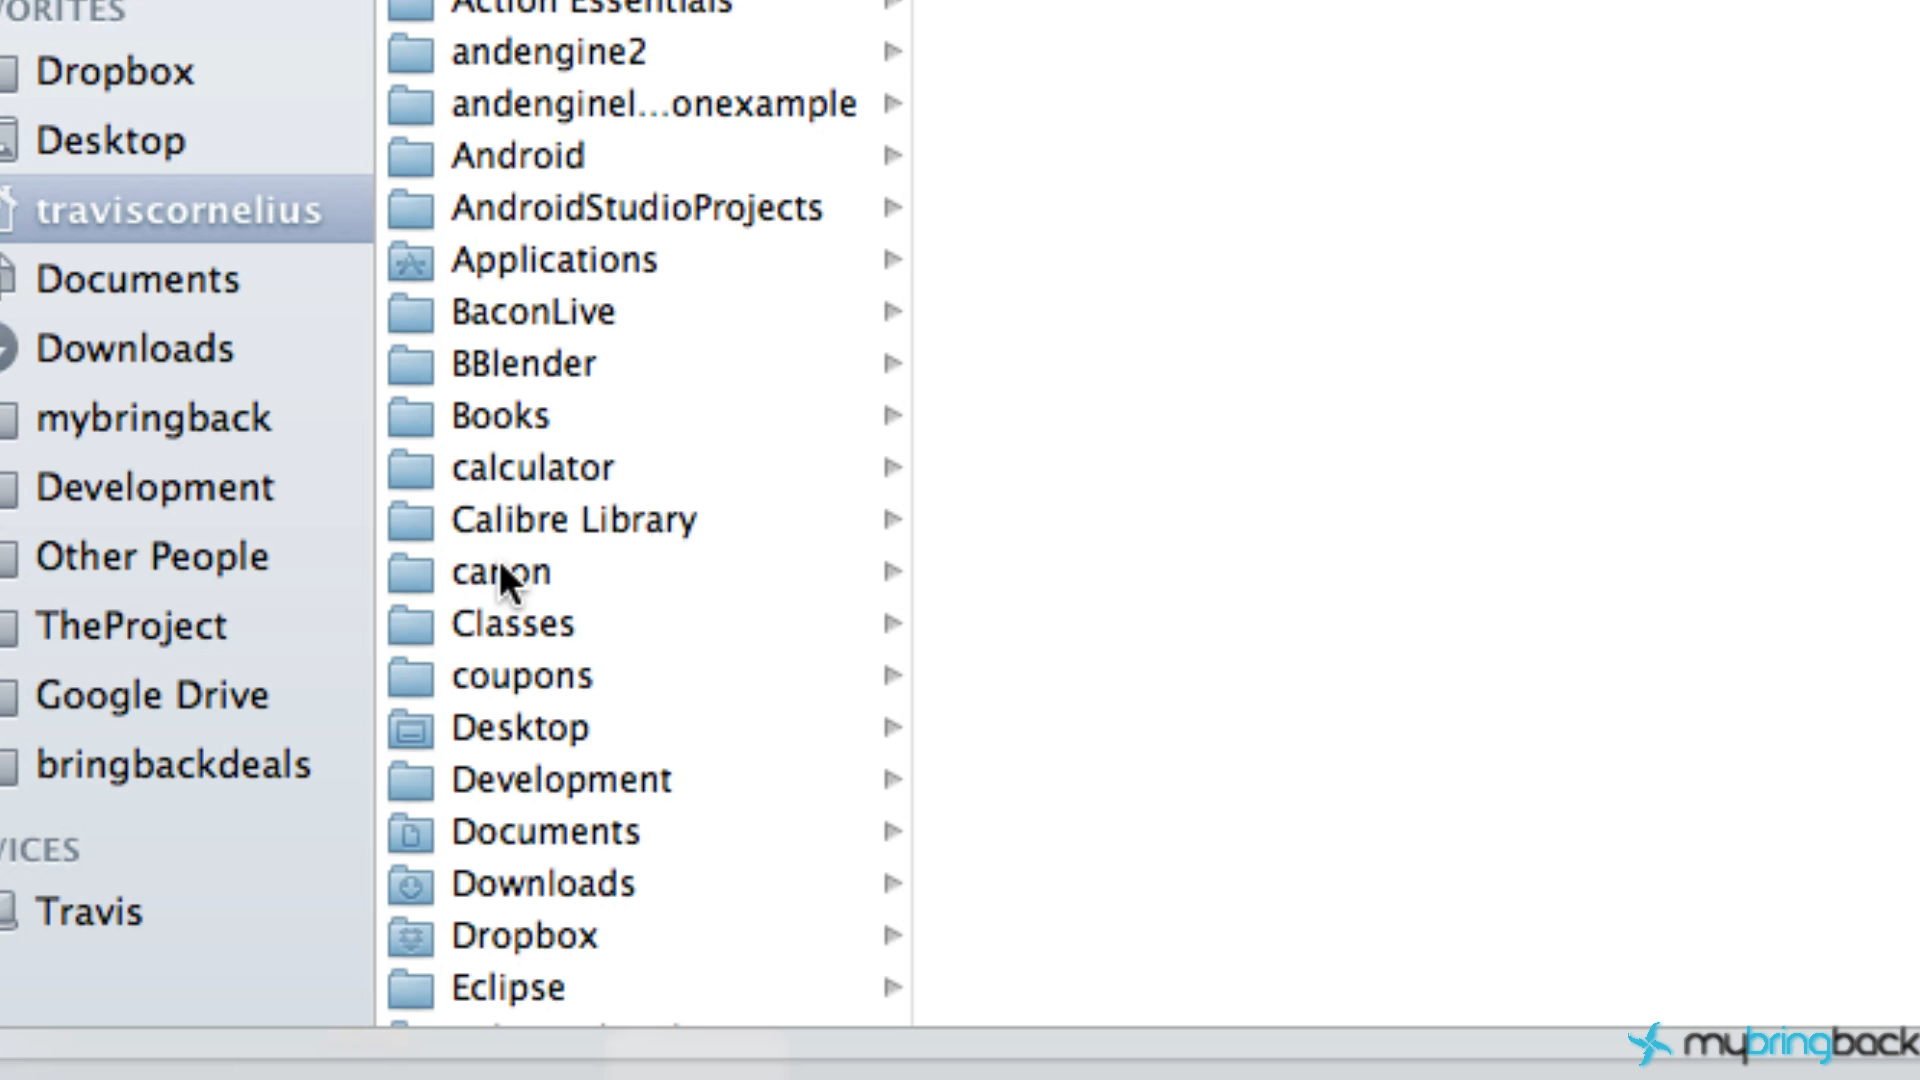 VORITES
Dropbox
Desktop
traviscornelius
Documents
Downloads
mybringback
Development
Other People
TheProject
Google Drive
bringbackdeals
VICES
Travis
Action Essentials
andengine2
andenginel...onexample
Android
AndroidStudioProjects
Applications
BaconLive
BBlender
Books
calculator
Calibre Library
canon
Classes
coupons
Desktop
Development
Documents
Downloads
Dropbox
Eclipse
mybringback